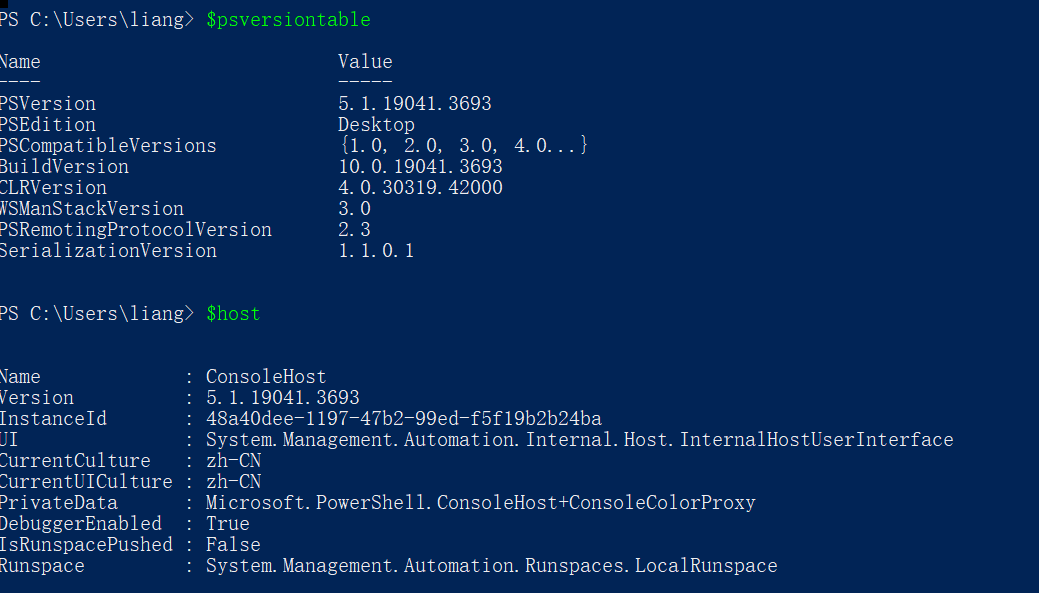 PS C:\Users\liang> $psversiontable
Name Value
---- -----
PSVersion 5.1.19041.3693
PSEdition Desktop
PSCompatibleVersions {1.0, 2.0, 3.0, 4.0...}
BuildVersion 10.0.19041.3693
CLRVersion 4.0.30319.42000
WSManStackVersion 3.0
PSRemotingProtocolVersion 2.3
SerializationVersion 1.1.0.1
PS C:\Users\liang> $host
Name : ConsoleHost
Version : 5.1.19041.3693
InstanceId : 48a40dee-1197-47b2-99ed-f5f19b2b24ba
UI : System.Management.Automation.Internal.Host.InternalHostUserInterface
CurrentCulture : zh-CN
CurrentUICulture : zh-CN
PrivateData : Microsoft.PowerShell.ConsoleHost+ConsoleColorProxy
DebuggerEnabled : True
IsRunspacePushed : False
Runspace : System.Management.Automation.Runspaces.LocalRunspace